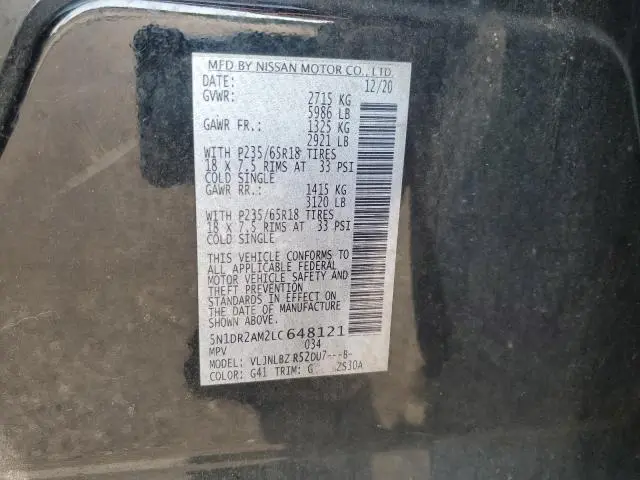 MFD BY NISSAN MOTOR CO., LTD.
DATE: 12/20
GVWR: 2715 KG
5986 LB
GAWR FR.: 1325 KG
2921 LB
WITH P235/65R18 TIRES
18 X 7.5 RIMS AT 33 PSI
COLD SINGLE
GAWR RR.: 1415 KG
3120 LB
WITH P235/65R18 TIRES
18 X 7.5 RIMS AT 33 PSI
COLD SINGLE
THIS VEHICLE CONFORMS TO
ALL APPLICABLE FEDERAL
MOTOR VEHICLE SAFETY AND
THEFT PREVENTION
STANDARDS IN EFFECT ON
THE DATE OF MANUFACTURE
SHOWN ABOVE.
5N1DR2AM2LC648121
MPV 034
MODEL: VLJNLBZ R52DU7---B-
COLOR: G41 TRIM: G ZS30A